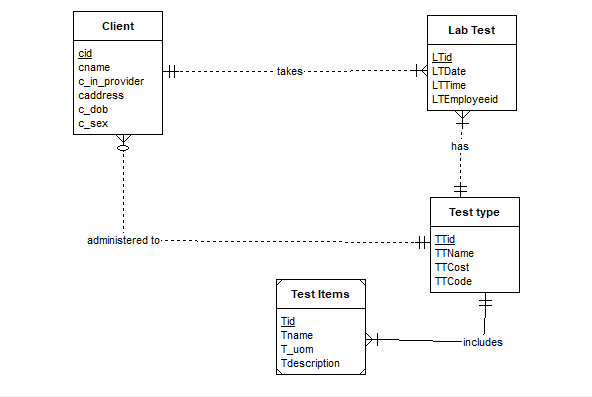 Client
cid
cname
c_in_provider
caddress
c_dob
c_sex
takes
Lab Test
LTid
LTDate
LTTime
LTEmployeeid
has
administered to
Test type
TTid
TTName
TTCost
TTCode
Test Items
Tid
Tname
T_uom
Tdescription
includes